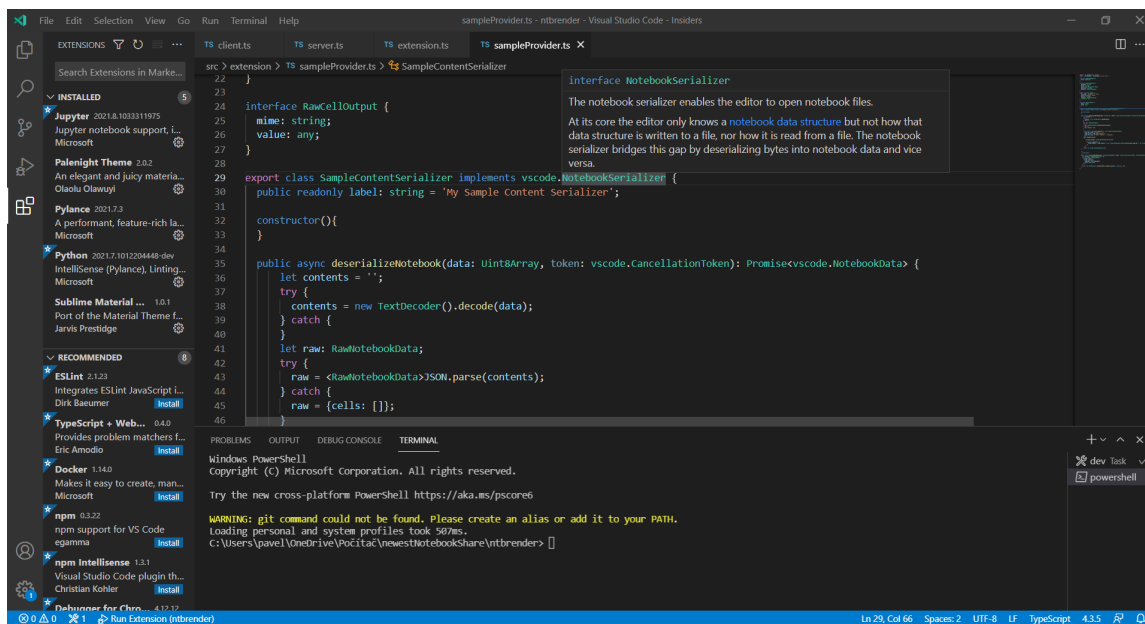 File Edit Selection View Go Run Terminal Help
sampleProvider.ts - ntbrender - Visual Studio Code - Insiders
EXTENSIONS
Search Extensions in Marke...
INSTALLED 5
Jupyter 2021.8.1033311975
Jupyter notebook support, i...
Microsoft
Palenight Theme 2.0.2
An elegant and juicy materia...
Olaolu Olawuyi
Pylance 2021.7.3
A performant, feature-rich la...
Microsoft
Python 2021.7.1012204448-dev
IntelliSense (Pylance), Linting...
Microsoft
Sublime Material ... 1.0.1
Port of the Material Theme f...
Jarvis Prestidge
RECOMMENDED 8
ESLint 2.1.23
Integrates ESLint JavaScript i...
Dirk Baeumer Install
TypeScript + Web... 0.4.0
Provides problem matchers f...
Eric Amodio Install
Docker 1.14.0
Makes it easy to create, man...
Microsoft Install
npm 0.3.22
npm support for VS Code
egamma Install
npm Intellisense 1.3.1
Visual Studio Code plugin th...
Christian Kohler Install
Debugger for Chro... 4.12.12
TS client.ts TS server.ts TS extension.ts TS sampleProvider.ts
src > extension > TS sampleProvider.ts > SampleContentSerializer
22 }
23
24 interface RawCellOutput {
25 mime: string;
26 value: any;
27 }
28
29 export class SampleContentSerializer implements vscode.NotebookSerializer {
30 public readonly label: string = 'My Sample Content Serializer';
31
32 constructor(){
33 }
34
35 public async deserializeNotebook(data: Uint8Array, token: vscode.CancellationToken): Promise<vscode.NotebookData> {
36 let contents = '';
37 try {
38 contents = new TextDecoder().decode(data);
39 } catch {
40 }
41 let raw: RawNotebookData;
42 try {
43 raw = <RawNotebookData>JSON.parse(contents);
44 } catch {
45 raw = {cells: []};
46 }
interface NotebookSerializer
The notebook serializer enables the editor to open notebook files.
At its core the editor only knows a notebook data structure but not how that
data structure is written to a file, nor how it is read from a file. The notebook
serializer bridges this gap by deserializing bytes into notebook data and vice
versa.
PROBLEMS OUTPUT DEBUG CONSOLE TERMINAL
Windows PowerShell
Copyright (C) Microsoft Corporation. All rights reserved.
Try the new cross-platform PowerShell https://aka.ms/pscore6
WARNING: git command could not be found. Please create an alias or add it to your PATH.
Loading personal and system profiles took 507ms.
C:\Users\pavel\OneDrive\Počítač\newestNotebookShare\ntbrender>
dev Task
powershell
1
0 0 1 Run Extension (ntbrender)
Ln 29, Col 66 Spaces: 2 UTF-8 LF TypeScript 4.3.5